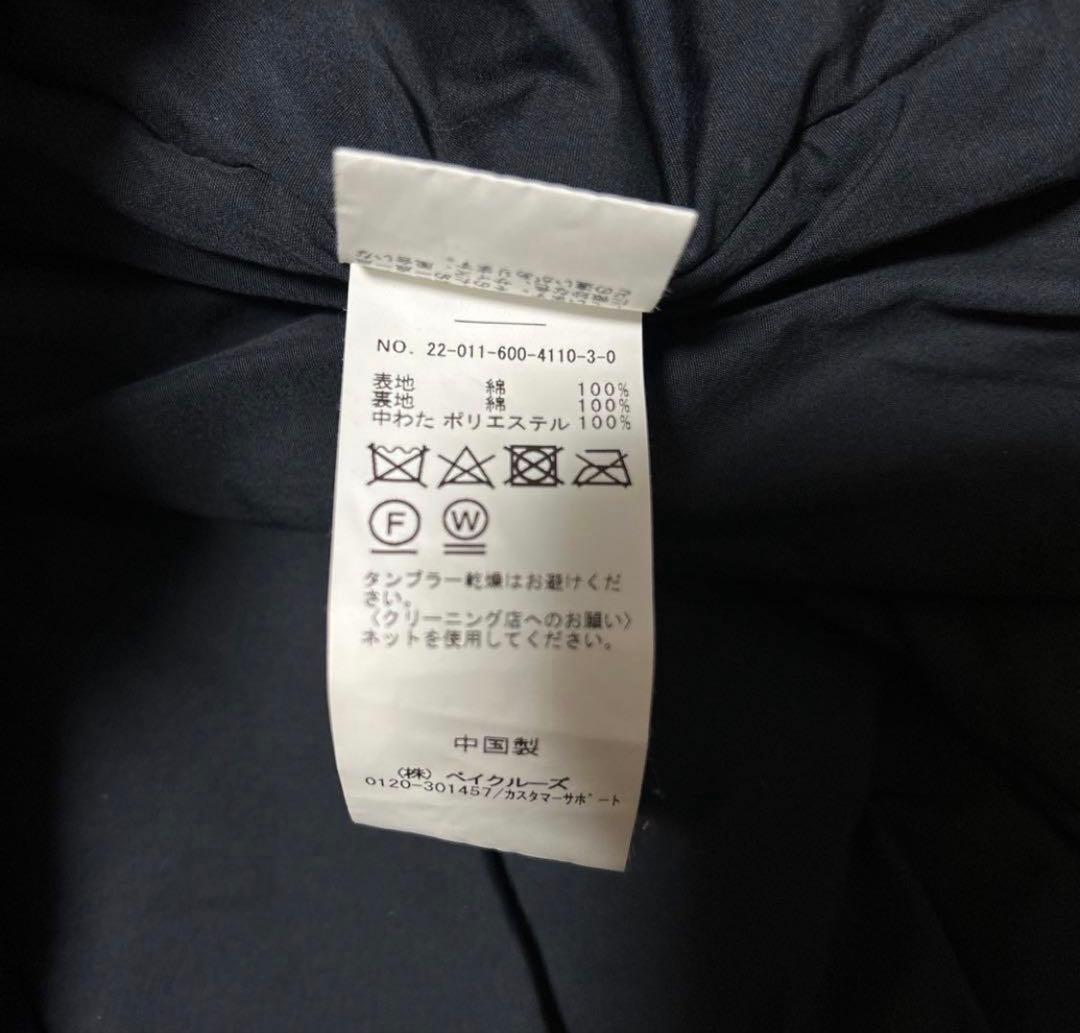 NO. 22-011-600-4110-3-0
表地 綿 100%
裏地 綿 100%
中わた ポリエステル 100%
F W
タンブラー乾燥はお避けくだ
さい。
〈クリーニング店へのお願い〉
ネットを使用してください。
中国製
(株) ベイクルーズ
0120-301457/カスタマーサポート